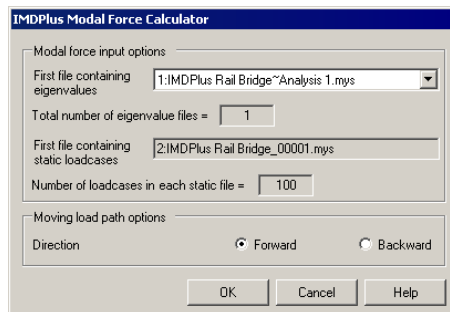 IMDPlus Modal Force Calculator
Modal force input options
First file containing
eigenvalues
1:IMDPlus Rail Bridge~Analysis 1.mys
Total number of eigenvalue files = 1
First file containing
static loadcases
2:IMDPlus Rail Bridge_00001.mys
Number of loadcases in each static file = 100
Moving load path options
Direction Forward Backward
OK Cancel Help